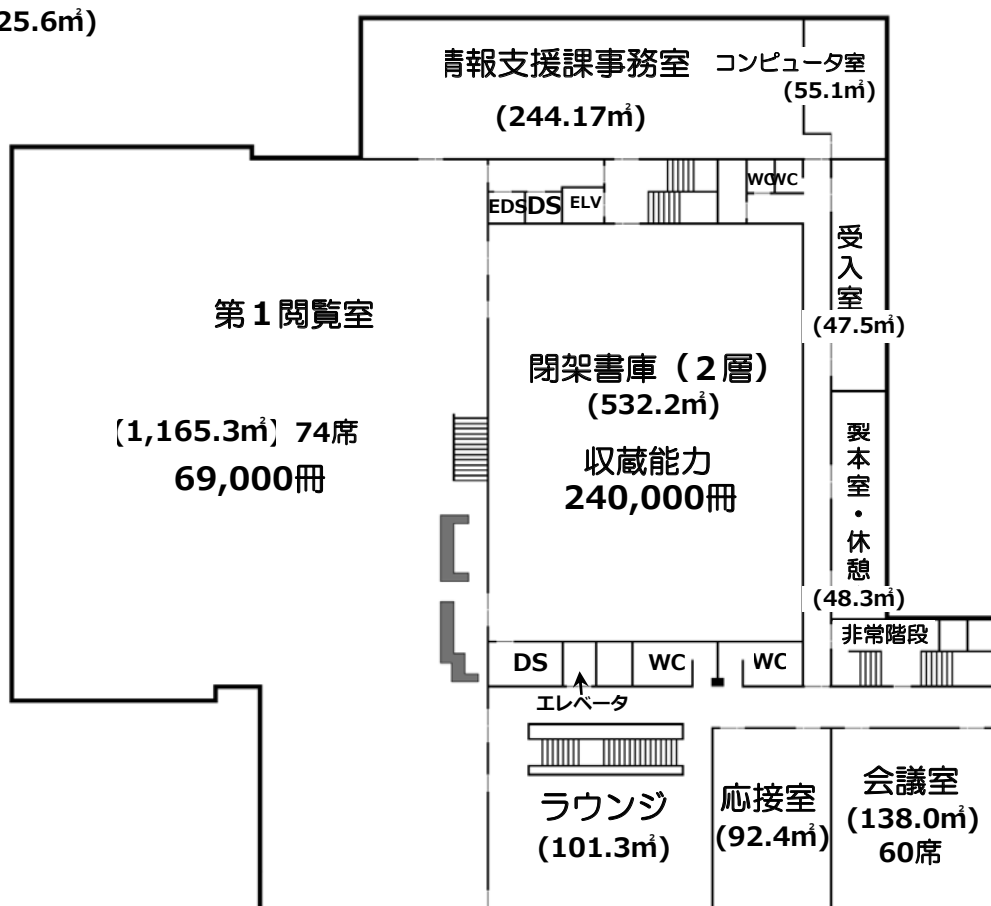 25.6㎡)
青報支援課事務室
(244.17㎡)
コンピュータ室
(55.1㎡)
EDS
DS
ELV
WC
WC
受入室
(47.5㎡)
第1閲覧室
【1,165.3㎡】 74席
69,000冊
閉架書庫（2層）
(532.2㎡)
収蔵能力
240,000冊
製本室・休憩
(48.3㎡)
非常階段
DS
WC
WC
エレベータ
ラウンジ
(101.3㎡)
応接室
(92.4㎡)
会議室
(138.0㎡)
60席